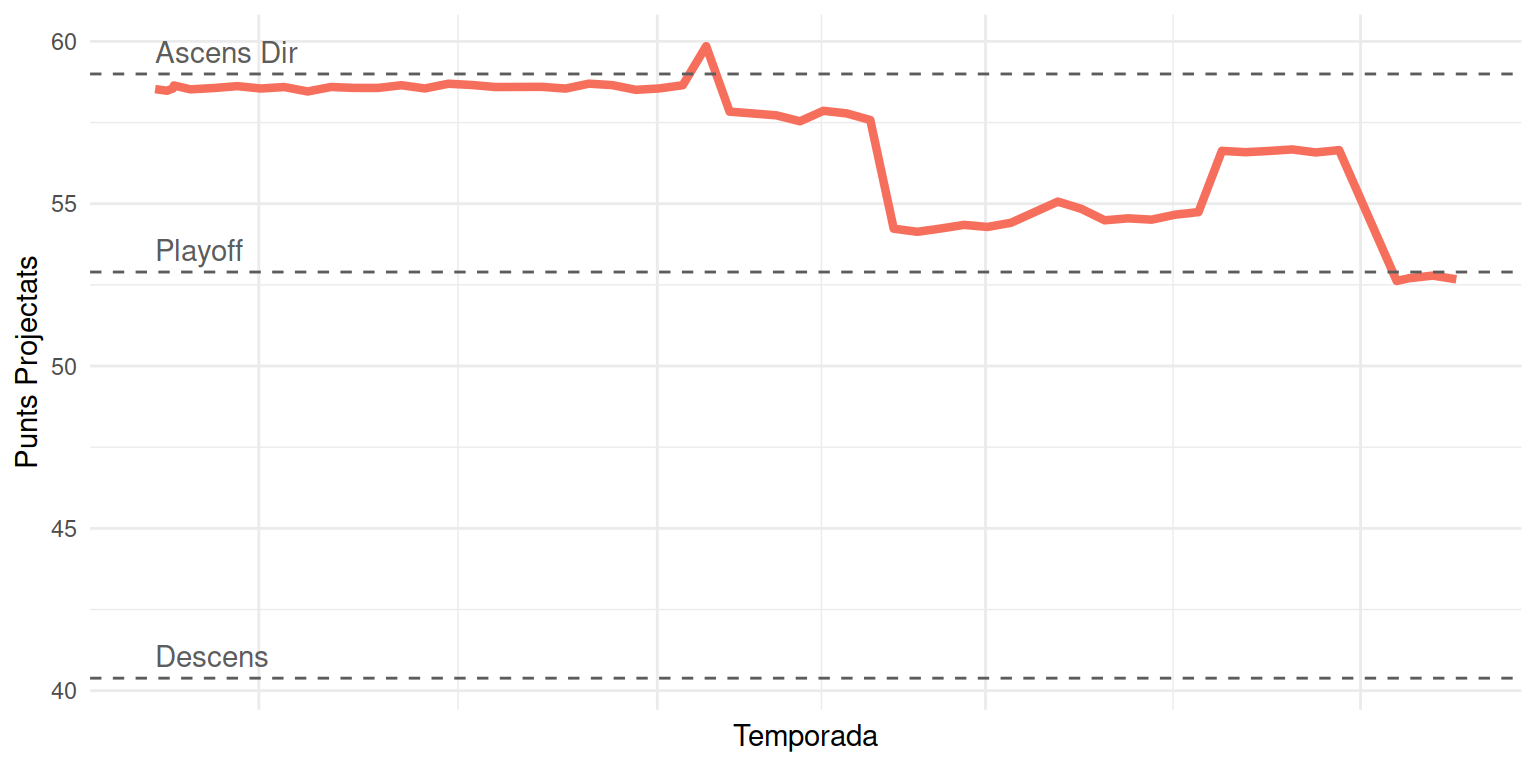 60
Ascens Dir
55
Playoff
50
45
Descens
40
Punts Projectats
Temporada